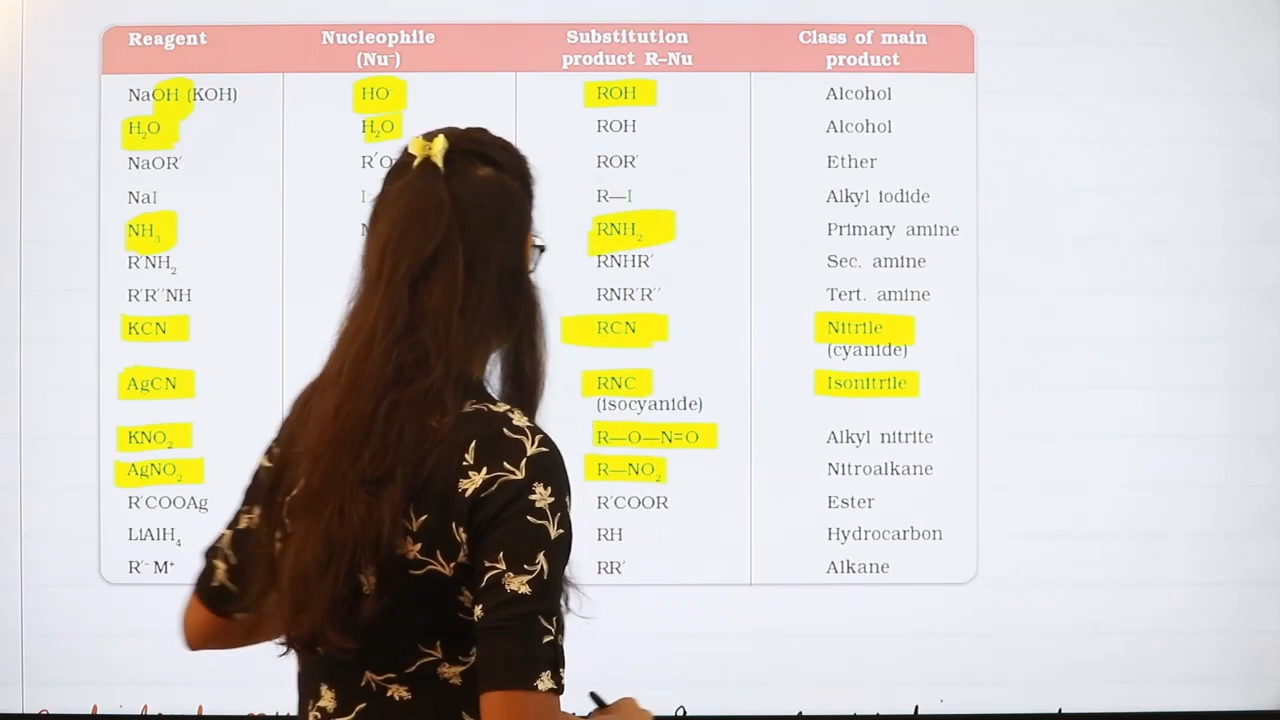 Reagent Nucleophile (Nu⁻) Substitution product R–Nu Class of main product
NaOH (KOH) HO⁻ ROH Alcohol
H₂O H₂O ROH Alcohol
NaOR′ R′O ROR′ Ether
NaI I R—I Alkyl iodide
NH₃ RNH₂ Primary amine
R′NH₂ RNHR′ Sec. amine
R′R′′NH RNR′R′′ Tert. amine
KCN RCN Nitrile
(cyanide)
AgCN RNC Isonitrile
(isocyanide)
KNO₂ R—O—N=O Alkyl nitrite
AgNO₂ R—NO₂ Nitroalkane
R′COOAg R′COOR Ester
LiAlH₄ RH Hydrocarbon
R′⁻ M⁺ RR′ Alkane